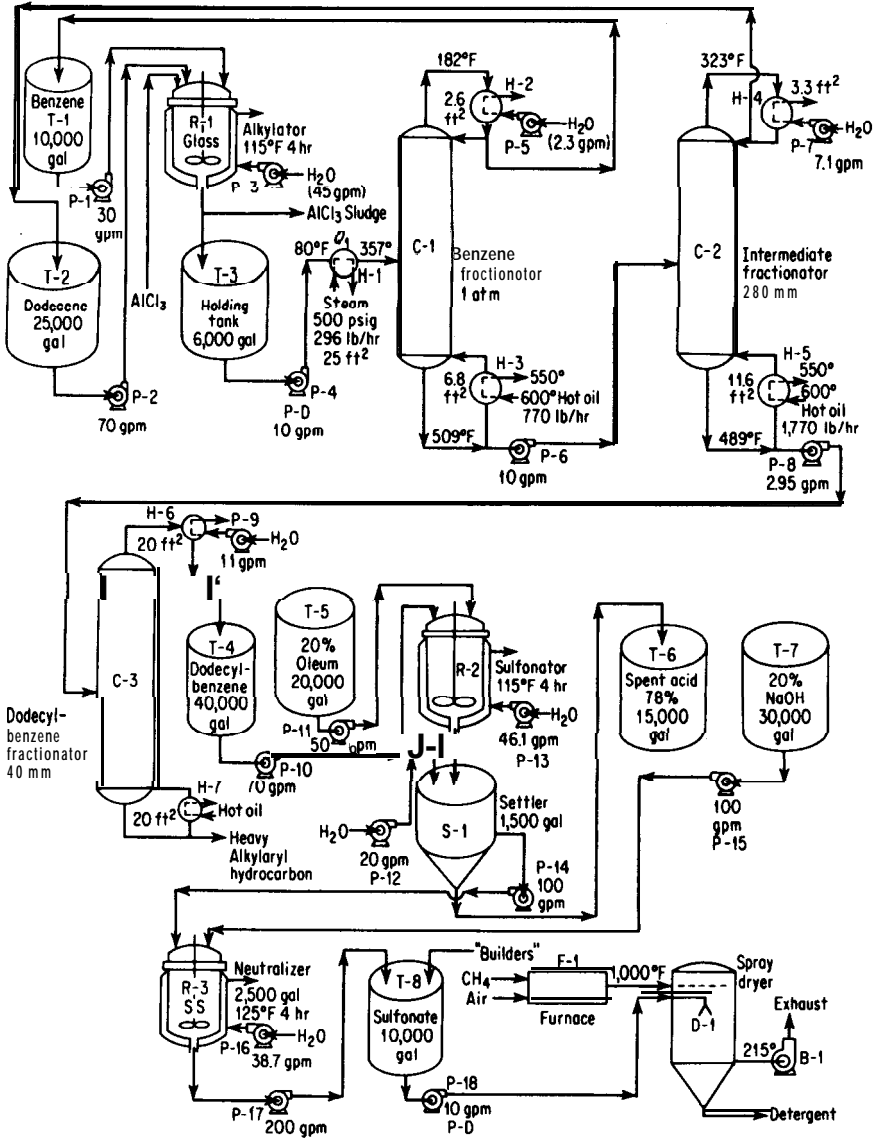 Benzene
T-1
10,000
gal
P-1
30
gpm
R-1
Glass
Alkylator
115°F 4 hr
P-3
H₂O
(45 gpm)
AlCl₃ Sludge
T-2
Dodecene
25,000
gal
P-2
70 gpm
AlCl₃
T-3
Holding
tank
6,000 gal
P-4
P-D
10 gpm
80°F
357°
H-1
Steam
500 psig
296 lb/hr
25 ft²
182°F
H-2
2.6
ft²
H₂O
P-5
(2.3 gpm)
C-1
Benzene
froctionotor
1 atm
H-3
6.8
ft²
550°
600° Hot oil
770 lb/hr
509°F
P-6
10 gpm
323°F
3.3 ft²
H-4
H₂O
P-7
7.1 gpm
C-2
Intermediate
fractionator
280 mm
H-5
11.6
ft²
550°
600°
Hot oil
1,770 lb/hr
489°F
P-8
2.95 gpm
H-6
P-9
20 ft²
H₂O
11 gpm
C-3
Dodecyl-
benzene
fractionator
40 mm
H-7
Hot oil
20 ft²
Heavy
Alkylaryl
hydrocarbon
T-4
Dodecyl-
benzene
40,000
gal
P-10
70 gpm
T-5
20%
Oleum
20,000
gal
P-11
50
R-2
Sulfonator
115°F 4 hr
H₂O
46.1 gpm
P-13
J-I
H₂O
20 gpm
P-12
S-1
Settler
1,500 gal
P-14
100
gpm
T-6
Spent acid
78%
15,000
gal
T-7
20%
NaOH
30,000
gal
100
gpm
P-15
R-3
S'S
Neutralizer
2,500 gal
125°F 4 hr
P-16
H₂O
38.7 gpm
P-17
200 gpm
"Builders"
T-8
Sulfonate
10,000
gal
P-18
10 gpm
P-D
F-1
CH₄
Air
Furnace
1,000°F
Spray
dryer
D-1
Exhaust
215°
B-1
Detergent